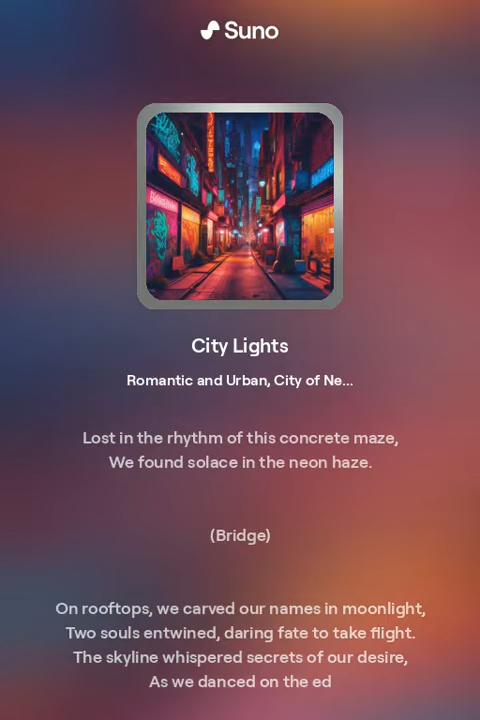 Suno
City Lights
Romantic and Urban, City of Ne...
Lost in the rhythm of this concrete maze,
We found solace in the neon haze.
(Bridge)
On rooftops, we carved our names in moonlight,
Two souls entwined, daring fate to take flight.
The skyline whispered secrets of our desire,
As we danced on the ed